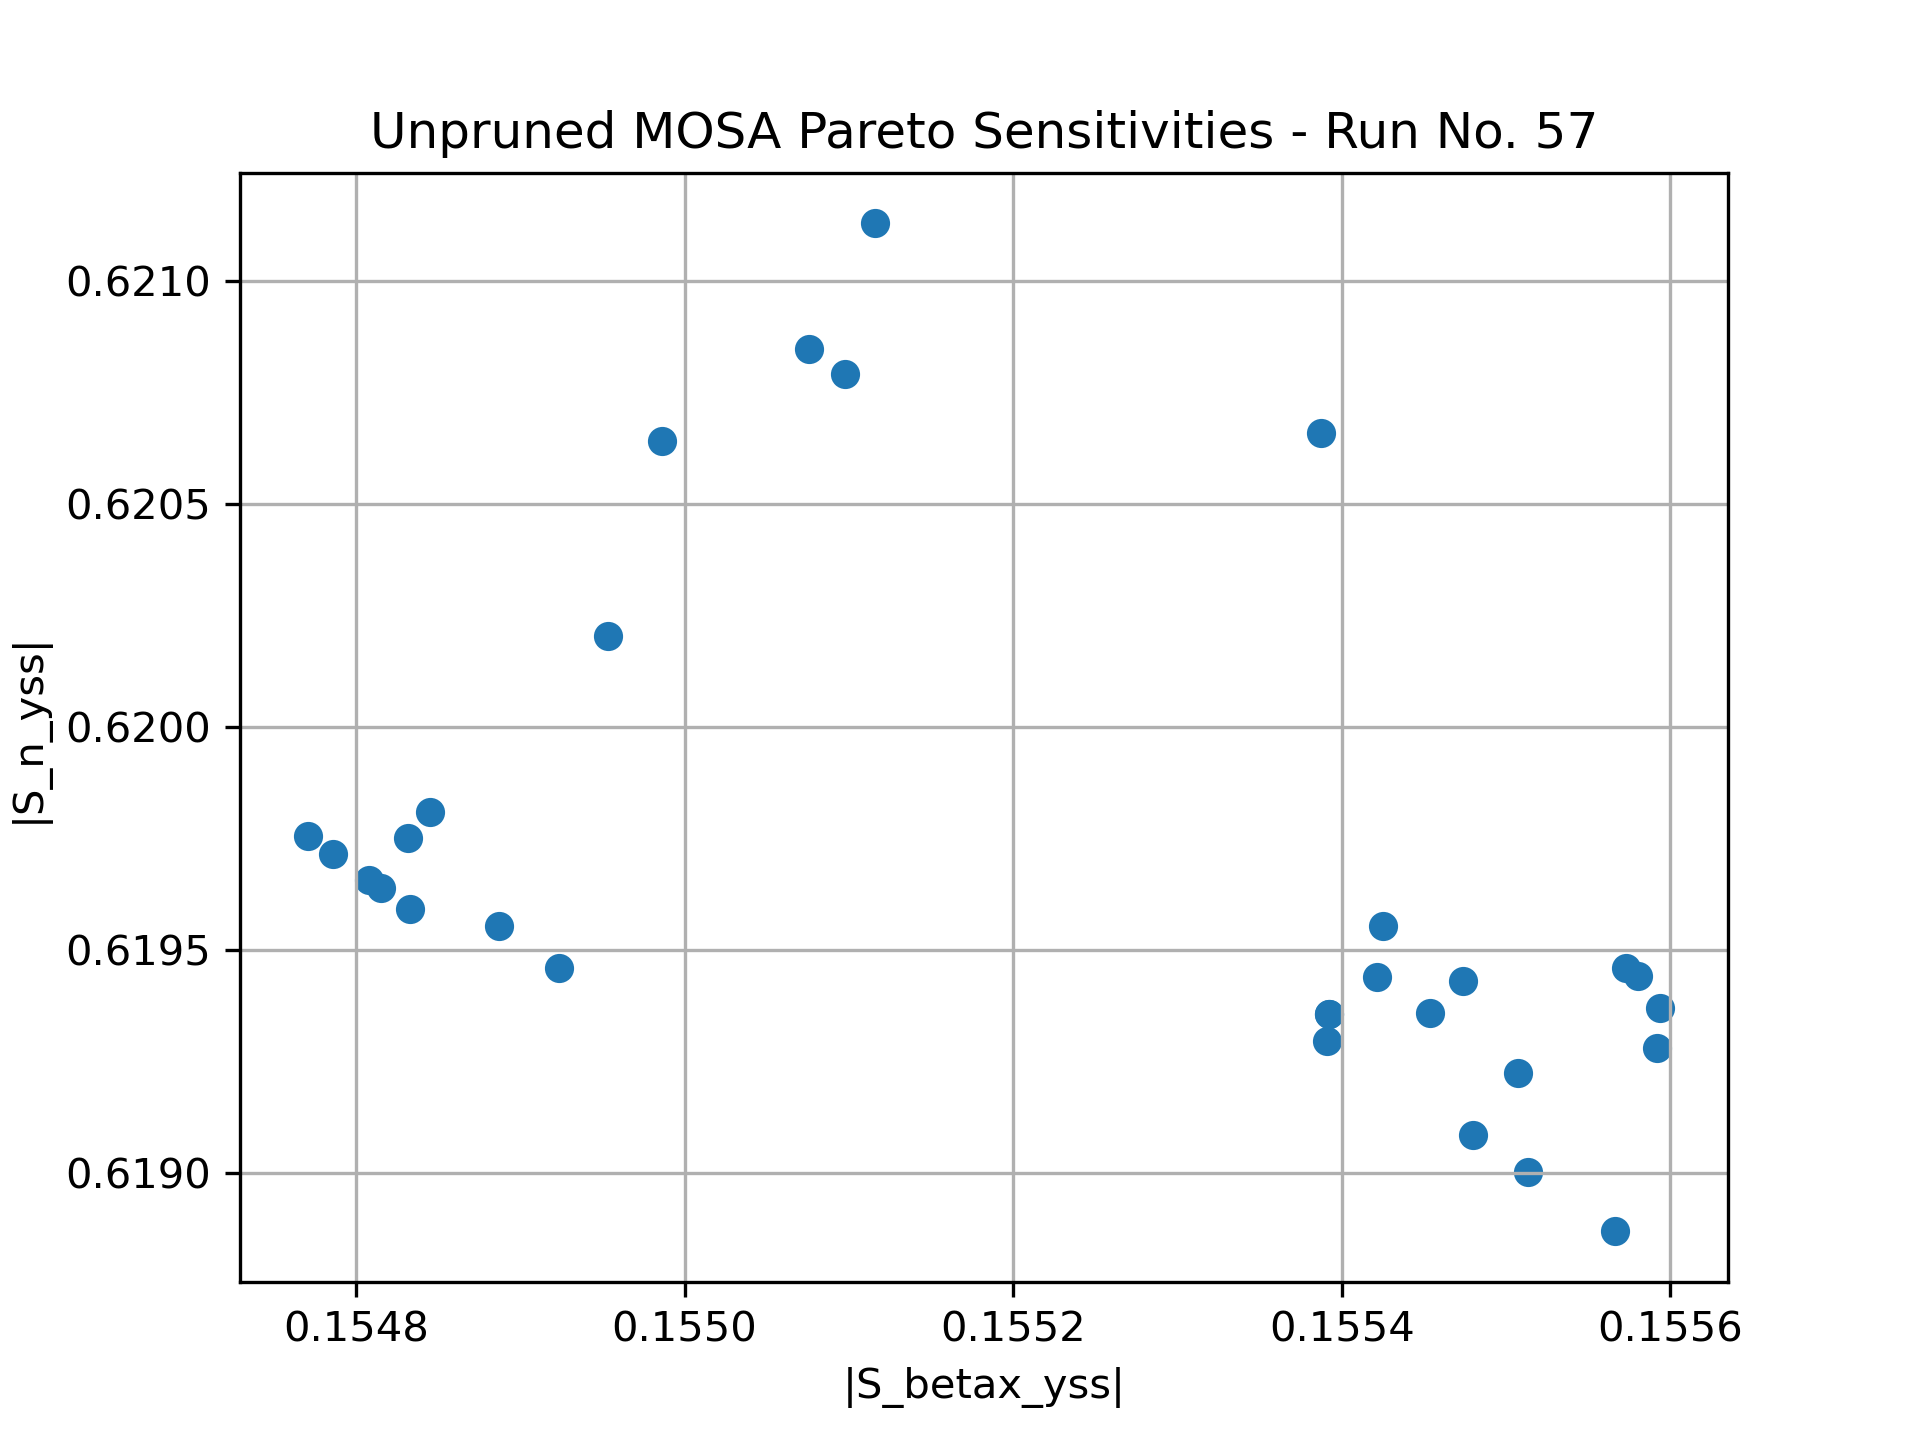 Unpruned MOSA Pareto Sensitivities - Run No. 57
|S_n_yss|
0.6210
0.6205
0.6200
0.6195
0.6190
0.1548 0.1550 0.1552 0.1554 0.1556
|S_betax_yss|